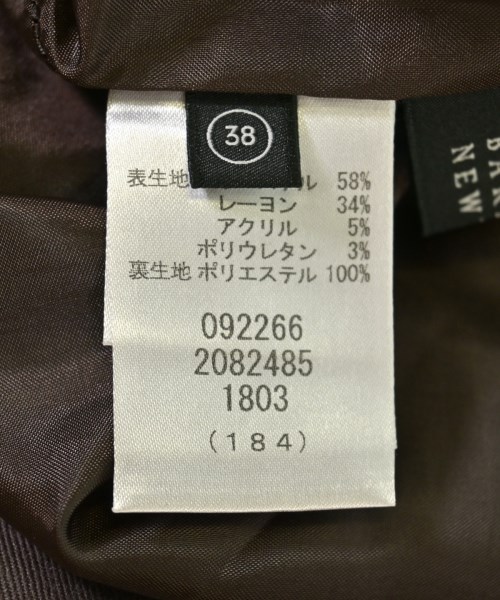 38
表生地 ル 58%
レーヨン 34%
アクリル 5%
ポリウレタン 3%
裏生地 ポリエステル 100%
092266
2082485
1803
(184)
NEW